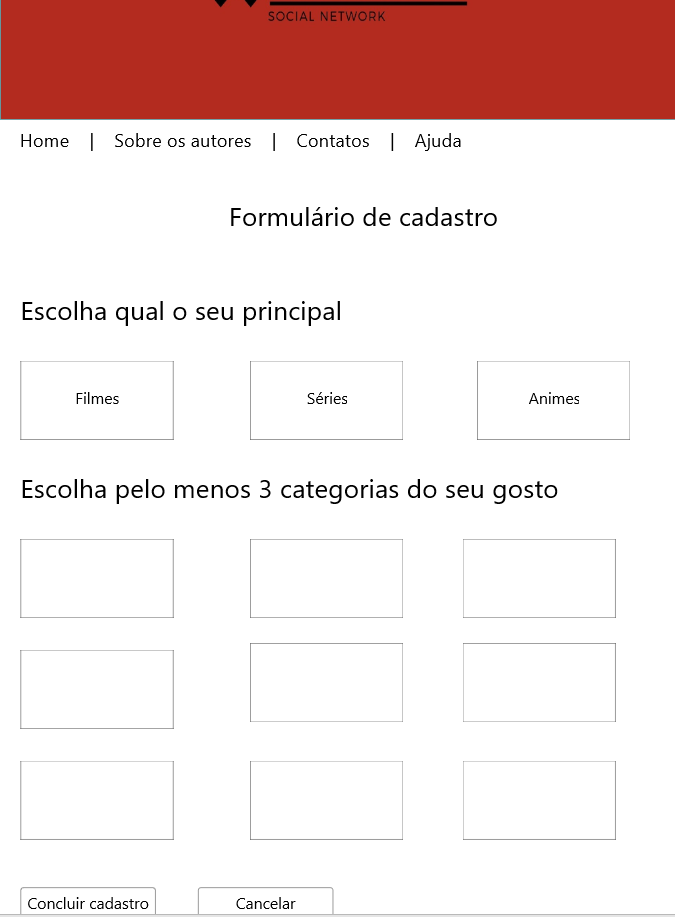 SOCIAL NETWORK
Home | Sobre os autores | Contatos | Ajuda
Formulário de cadastro
Escolha qual o seu principal
Filmes Séries Animes
Escolha pelo menos 3 categorias do seu gosto
Concluir cadastro Cancelar